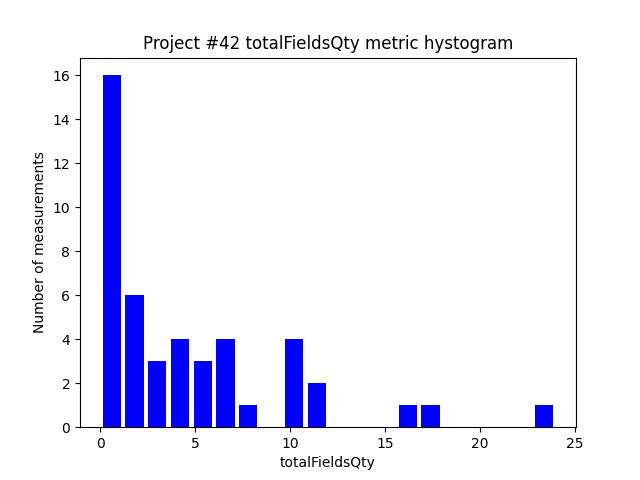 Project #42 totalFieldsQty metric hystogram
16
14
12
10
8
6
4
2
0
Number of measurements
0 5 10 15 20 25
totalFieldsQty